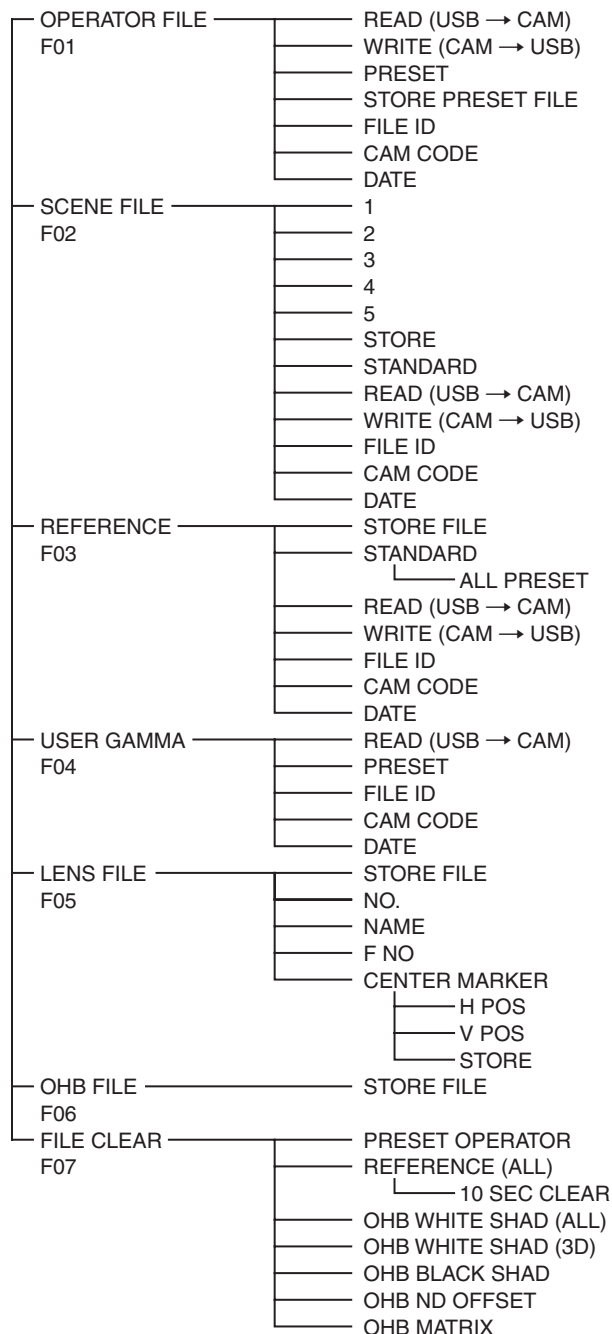 OPERATOR FILE
F01
READ (USB → CAM)
WRITE (CAM → USB)
PRESET
STORE PRESET FILE
FILE ID
CAM CODE
DATE
SCENE FILE
F02
1
2
3
4
5
STORE
STANDARD
READ (USB → CAM)
WRITE (CAM → USB)
FILE ID
CAM CODE
DATE
REFERENCE
F03
STORE FILE
STANDARD
ALL PRESET
READ (USB → CAM)
WRITE (CAM → USB)
FILE ID
CAM CODE
DATE
USER GAMMA
F04
READ (USB → CAM)
PRESET
FILE ID
CAM CODE
DATE
LENS FILE
F05
STORE FILE
NO.
NAME
F NO
CENTER MARKER
H POS
V POS
STORE
OHB FILE
F06
STORE FILE
FILE CLEAR
F07
PRESET OPERATOR
REFERENCE (ALL)
10 SEC CLEAR
OHB WHITE SHAD (ALL)
OHB WHITE SHAD (3D)
OHB BLACK SHAD
OHB ND OFFSET
OHB MATRIX